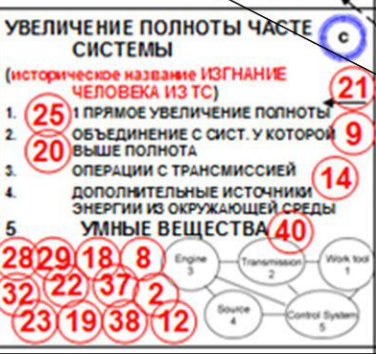 УВЕЛИЧЕНИЕ ПОЛНОТЫ ЧАСТЕ
СИСТЕМЫ
с
(историческое название ИЗГНАНИЕ
ЧЕЛОВЕКА ИЗ ТС)
21
1. 25 1 ПРЯМОЕ УВЕЛИЧЕНИЕ ПОЛНОТЫ
2. ОБЪЕДИНЕНИЕ С СИСТ. У КОТОРОЙ 9
20 ВЫШЕ ПОЛНОТА
3. ОПЕРАЦИИ С ТРАНСМИССИЕЙ 14
4. ДОПОЛНИТЕЛЬНЫЕ ИСТОЧНИКИ
ЭНЕРГИИ ИЗ ОКРУЖАЮЩЕЙ СРЕДЫ
5 УМНЫЕ ВЕЩЕСТВА 40
28 29 18 8
32 22 37 2
23 19 38 12
Engine
3
Transmission
2
Work tool
1
Source
4
Control System
5